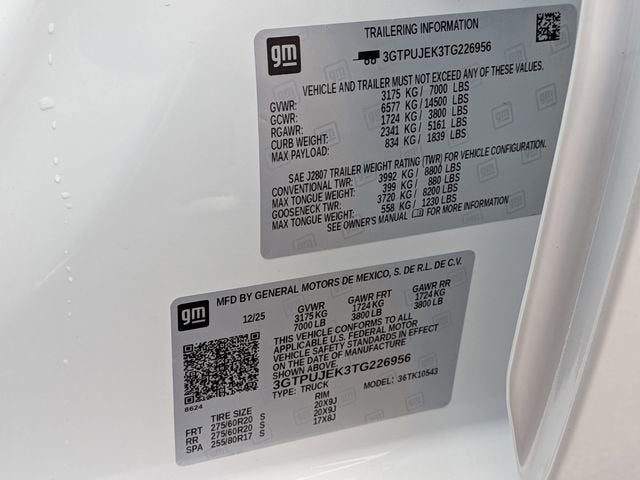 TRAILERING INFORMATION
gm
3GTPUJEK3TG226956
VEHICLE AND TRAILER MUST NOT EXCEED ANY OF THESE VALUES.
GVWR: 3175 KG/ 7000 LBS
GCWR: 6577 KG/ 14500 LBS
RGAWR: 1724 KG/ 3800 LBS
CURB WEIGHT: 2341 KG/ 5161 LBS
MAX PAYLOAD: 834 KG/ 1839 LBS
SAE J2807 TRAILER WEIGHT RATING (TWR) FOR VEHICLE CONFIGURATION.
CONVENTIONAL TWR: 3992 KG/ 8800 LBS
MAX TONGUE WEIGHT: 399 KG/ 880 LBS
GOOSENECK TWR: 3720 KG/ 8200 LBS
MAX TONGUE WEIGHT: 558 KG/ 1230 LBS
SEE OWNER'S MANUAL FOR MORE INFORMATION
gm
MFD BY GENERAL MOTORS DE MEXICO, S. DE R.L. DE C.V.
12/25 GVWR GAWR FRT GAWR RR
3175 KG 1724 KG 1724 KG
7000 LB 3800 LB 3800 LB
THIS VEHICLE CONFORMS TO ALL
APPLICABLE U.S. FEDERAL MOTOR
VEHICLE SAFETY STANDARDS IN EFFECT
ON THE DATE OF MANUFACTURE
SHOWN ABOVE.
3GTPUJEK3TG226956
TYPE: TRUCK MODEL: 36TK10543
8624
TIRE SIZE RIM
FRT 275/60R20 S 20X9J
RR 275/60R20 S 20X9J
SPA 255/80R17 S 17X8J